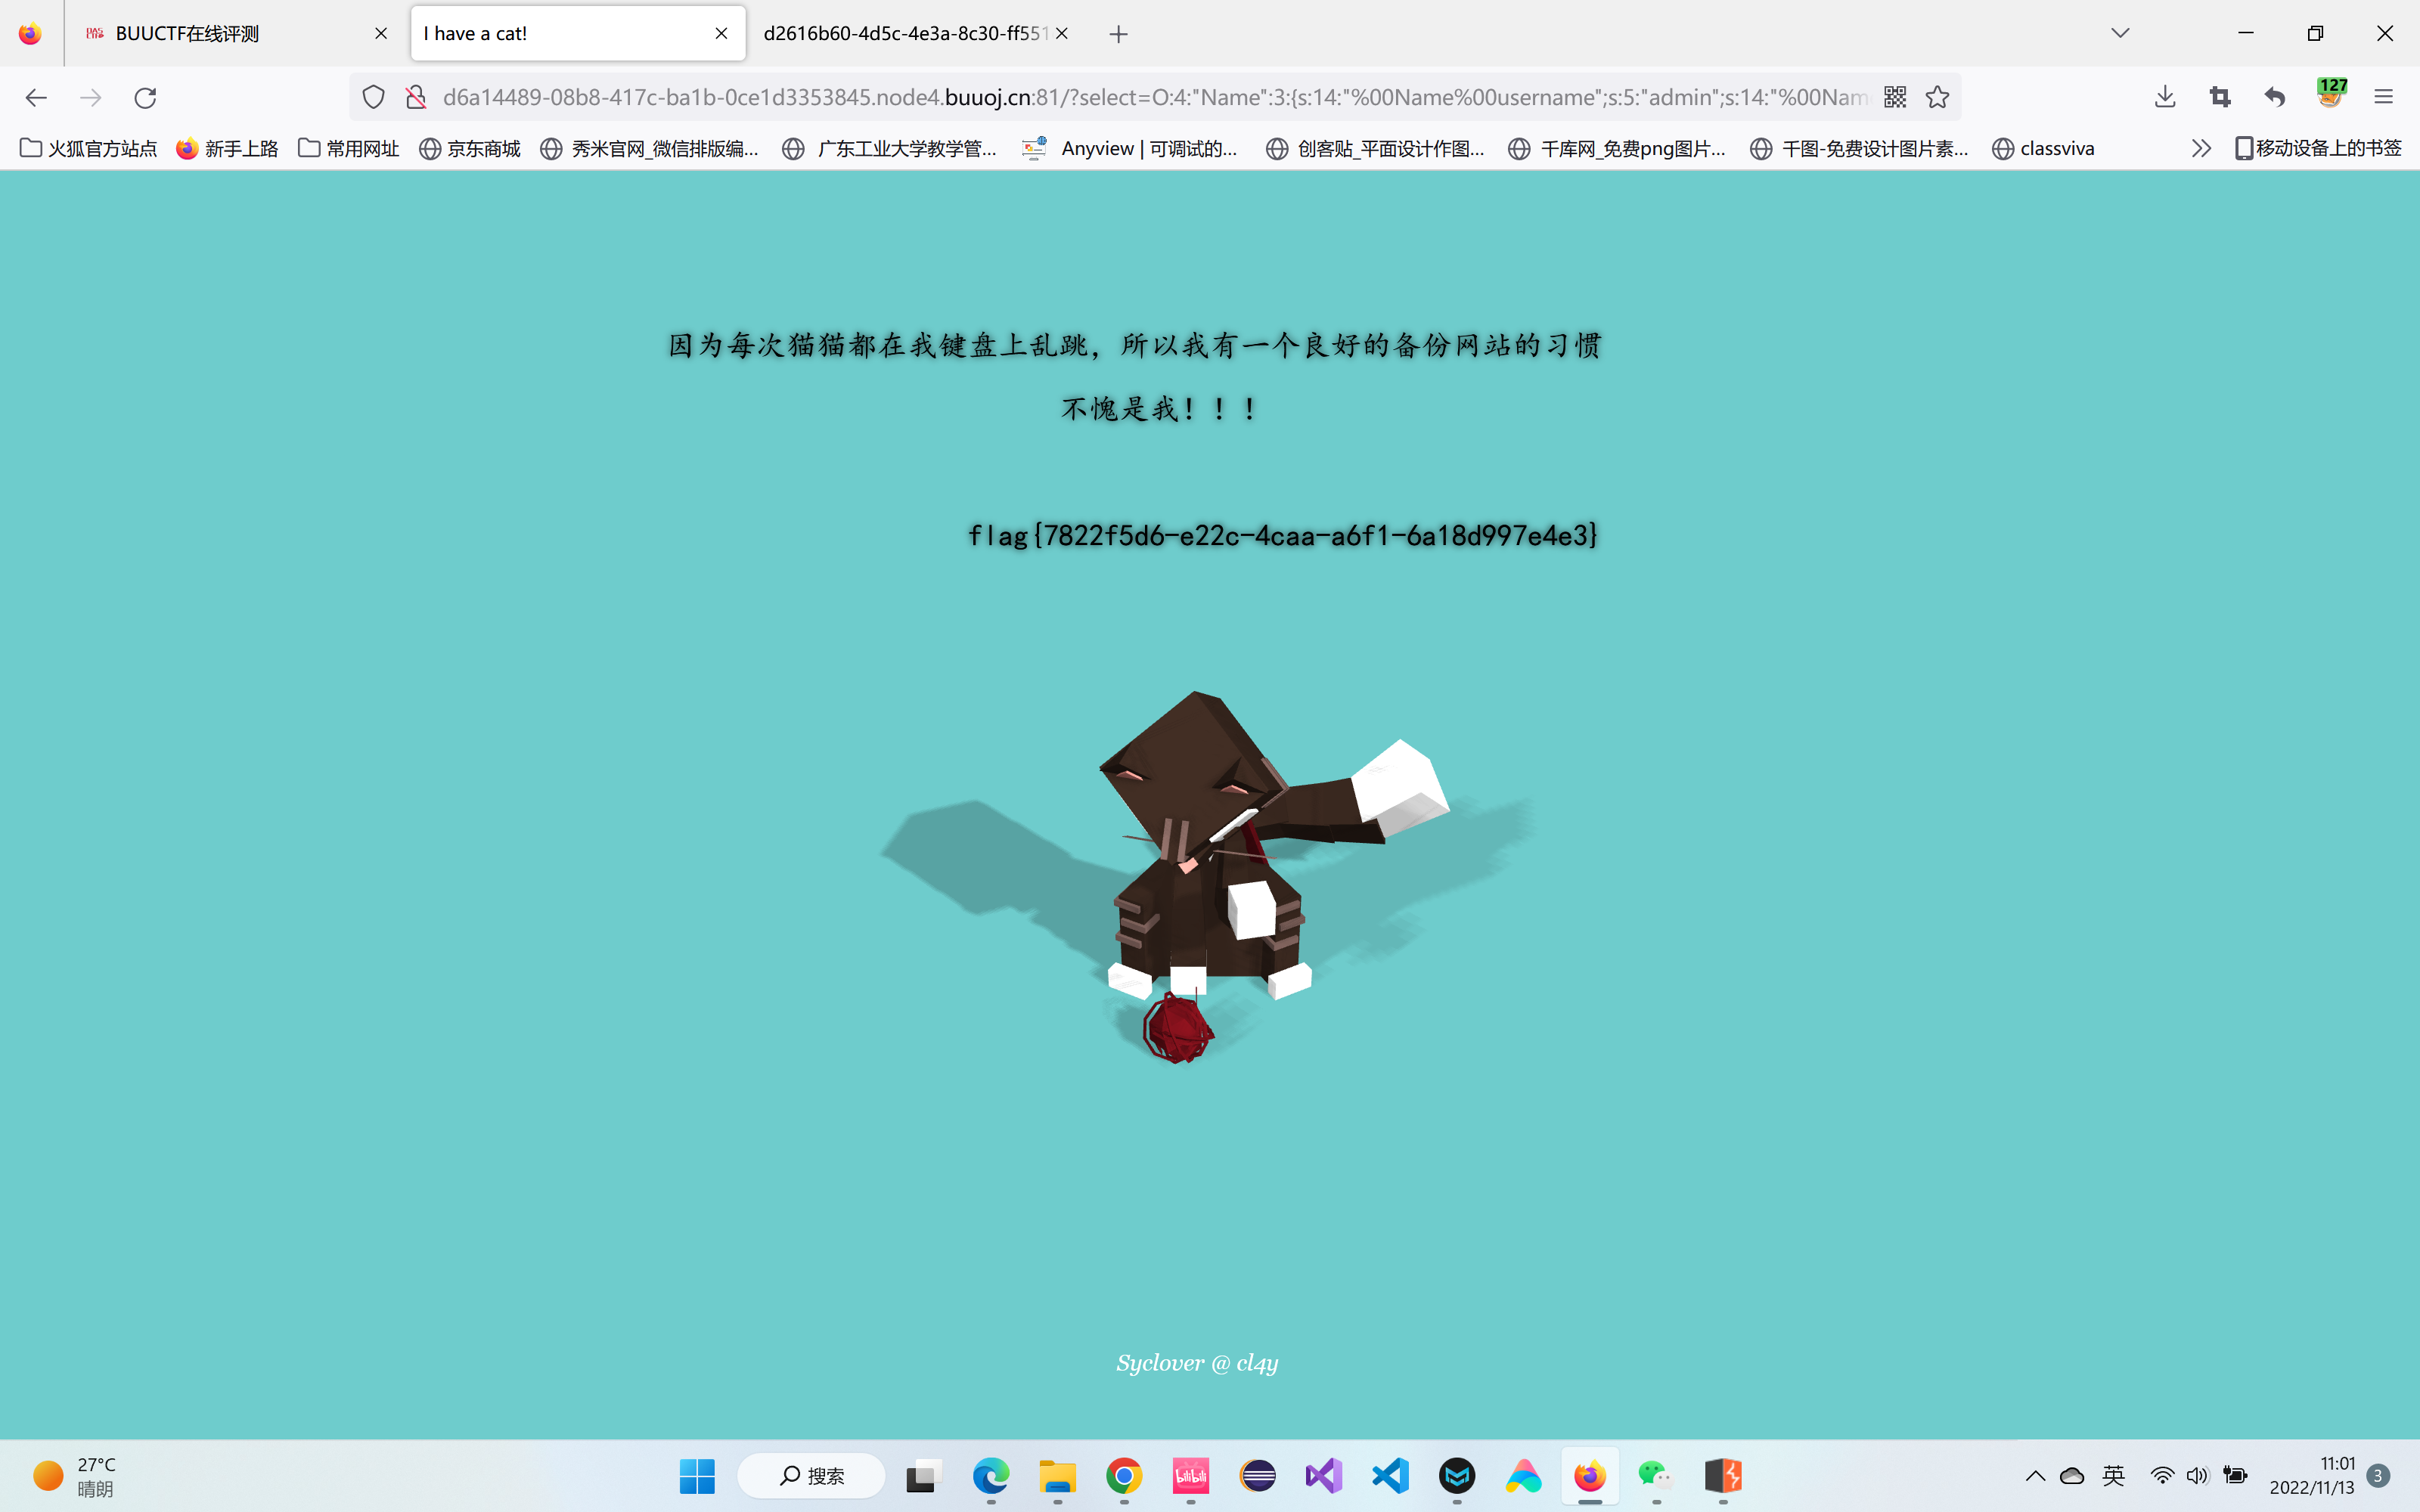 BUUCTF在线评测
I have a cat!
d2616b60-4d5c-4e3a-8c30-ff551
d6a14489-08b8-417c-ba1b-0ce1d3353845.node4.buuoj.cn:81/?select=O:4:"Name":3:{s:14:"%00Name%00username";s:5:"admin";s:14:"%00Nam
127
火狐官方站点 新手上路 常用网址 京东商城 秀米官网_微信排版编... 广东工业大学教学管... Anyview | 可调试的... 创客贴_平面设计作图... 千库网_免费png图片... 千图-免费设计图片素... classviva 移动设备上的书签
因为每次猫猫都在我键盘上乱跳，所以我有一个良好的备份网站的习惯
不愧是我！！！
flag{7822f5d6-e22c-4caa-a6f1-6a18d997e4e3}
Syclover @ cl4y
27°C
晴朗
搜索
bilibili
英
11:01
2022/11/13
3